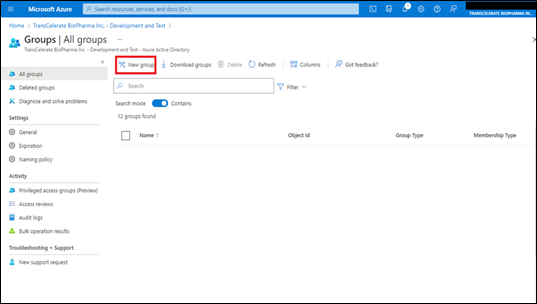 Microsoft Azure
Search resources, services, and docs (G+/)
TRANSCELERATE BIOPHARMA IN...
Home > TransCelerate BioPharma Inc. - Development and Test >
Groups | All groups ...
TransCelerate BioPharma Inc. - Development and Test - Azure Active Directory
All groups
Deleted groups
Diagnose and solve problems
Settings
General
Expiration
Naming policy
Activity
Privileged access groups (Preview)
Access reviews
Audit logs
Bulk operation results
Troubleshooting + Support
New support request
New group
Download groups
Delete
Refresh
Columns
Got feedback?
Search
Filter
Search mode
Contains
12 groups found
Name ↑
Object Id
Group Type
Membership Type